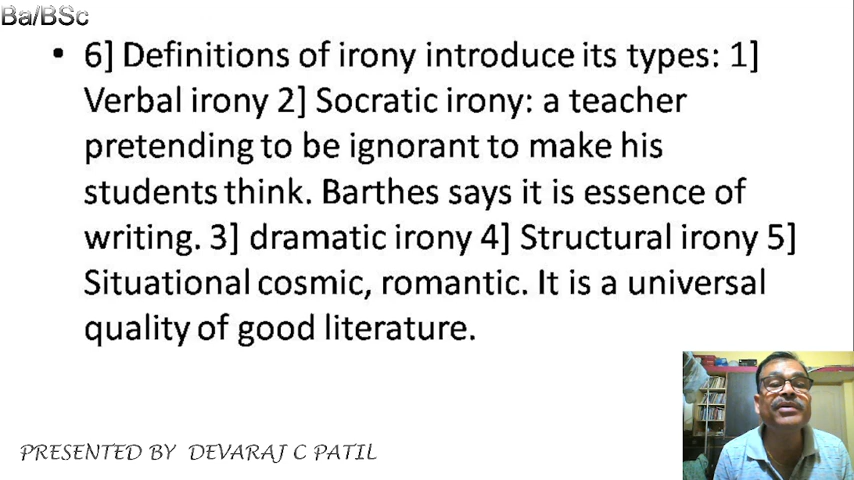 Ba/BSc
• 6] Definitions of irony introduce its types: 1]
Verbal irony 2] Socratic irony: a teacher
pretending to be ignorant to make his
students think. Barthes says it is essence of
writing. 3] dramatic irony 4] Structural irony 5]
Situational cosmic, romantic. It is a universal
quality of good literature.
PRESENTED BY DEVARAJ C PATIL